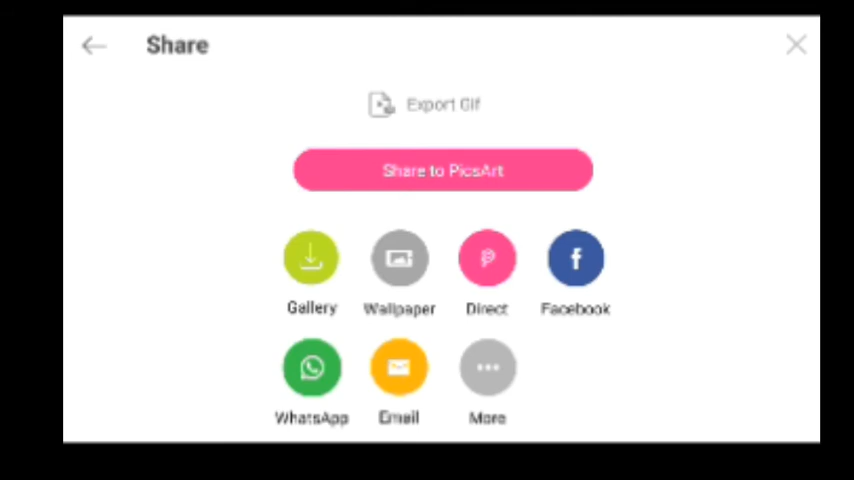 Share
Export Gif
Share to PicsArt
Gallery Wallpaper Direct Facebook
WhatsApp Email More